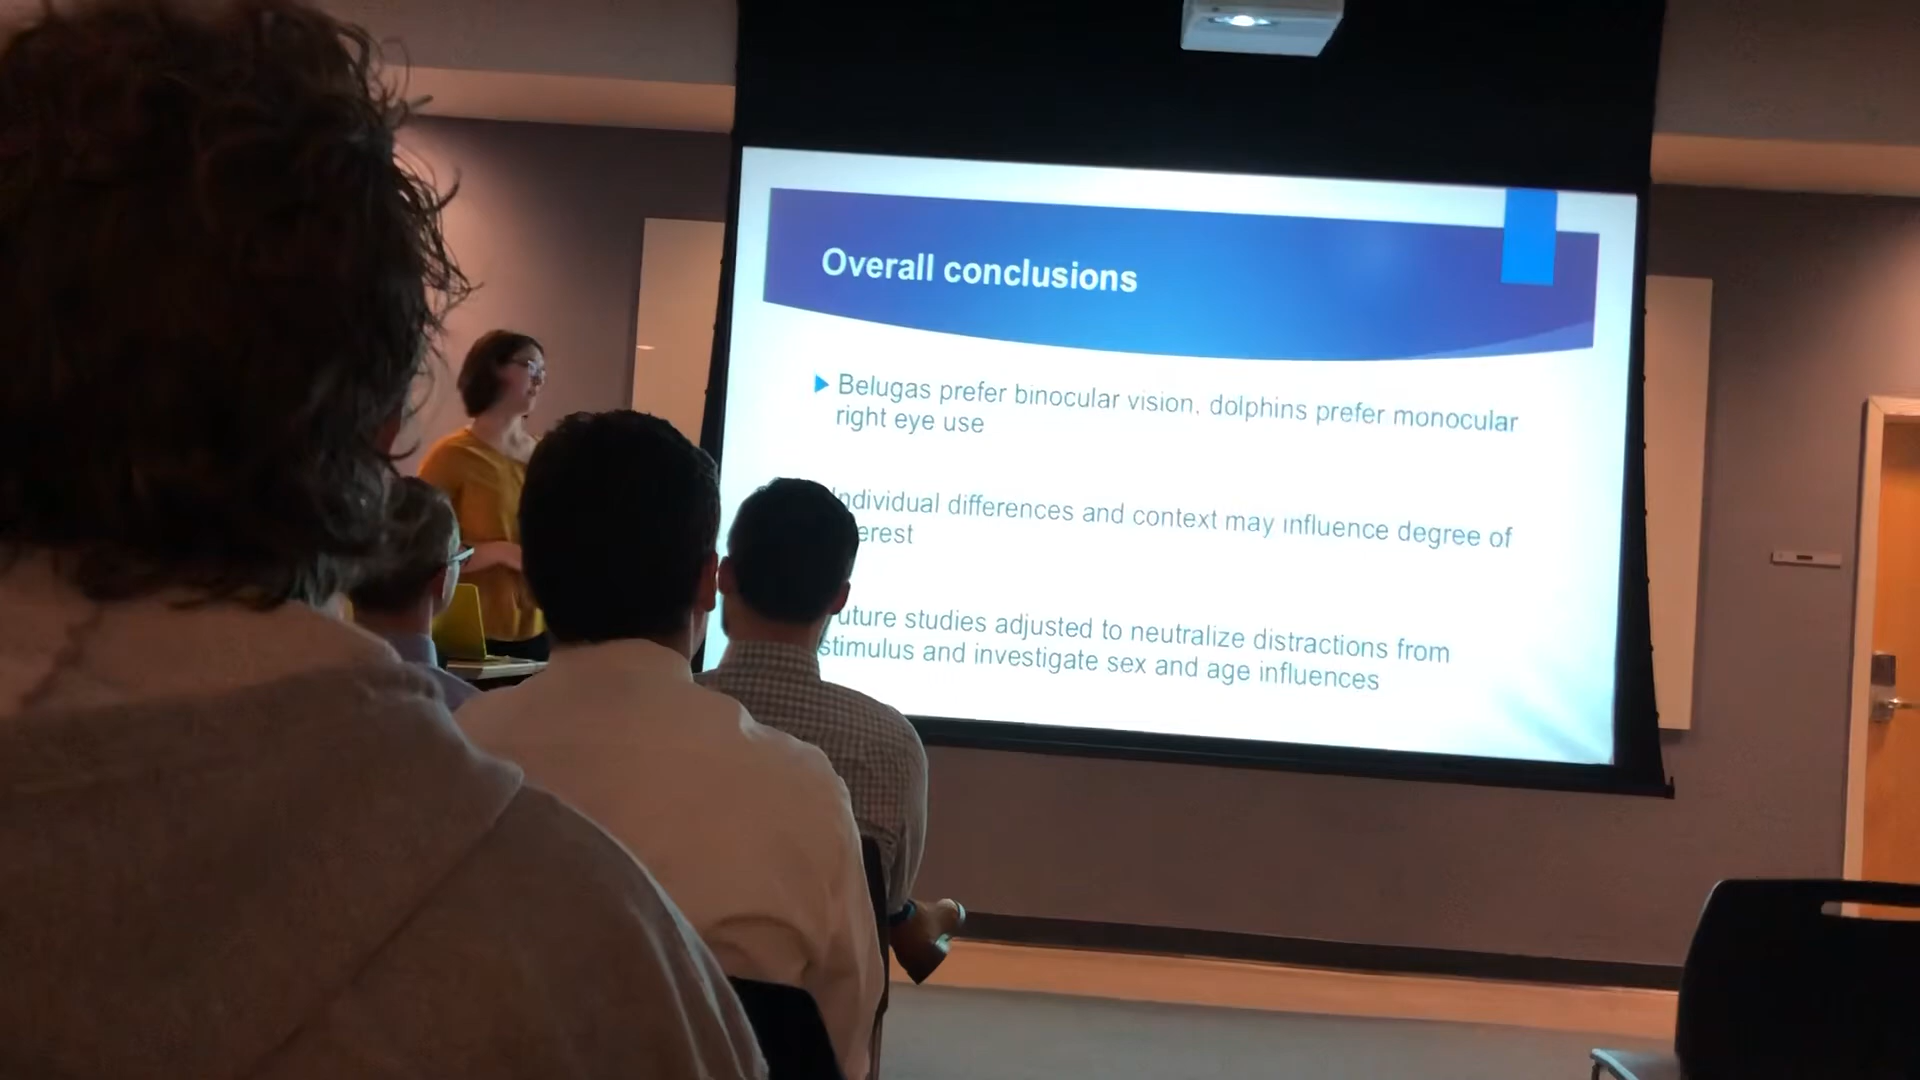 Overall conclusions
Belugas prefer binocular vision, dolphins prefer monocular
right eye use
ndividual differences and context may influence degree of
erest
uture studies adjusted to neutralize distractions from
stimulus and investigate sex and age influences